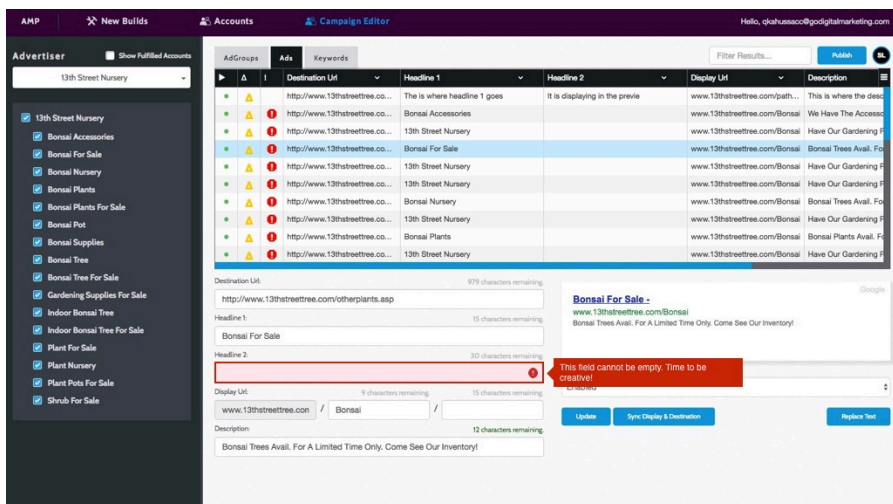 AMP New Builds Accounts Campaign Editor Hello, qkahussaco@godigitalmarketing.com
Advertiser Show Fulfilled Accounts
13th Street Nursery
13th Street Nursery
Bonsai Accessories
Bonsai For Sale
Bonsai Nursery
Bonsai Plants
Bonsai Plants For Sale
Bonsai Pot
Bonsai Supplies
Bonsai Tree
Bonsai Tree For Sale
Gardening Supplies For Sale
Indoor Bonsai Tree
Indoor Bonsai Tree For Sale
Plant For Sale
Plant Nursery
Plant Pots For Sale
Shrub For Sale
AdGroups Ads Keywords Filter Results... Publish SL
Δ ! Destination Url Headline 1 Headline 2 Display Url Description
http://www.13thstreettree.co... The is where headline 1 goes It is displaying in the previe www.13thstreettree.com/path... This is where the desc
http://www.13thstreettree.co... Bonsai Accessories www.13thstreettree.com/Bonsai We Have The Accesso
http://www.13thstreettree.co... 13th Street Nursery www.13thstreettree.com/Bonsai Have Our Gardening P
http://www.13thstreettree.co... Bonsai For Sale www.13thstreettree.com/Bonsai Bonsai Trees Avail. Fo
http://www.13thstreettree.co... 13th Street Nursery www.13thstreettree.com/Bonsai Have Our Gardening P
http://www.13thstreettree.co... 13th Street Nursery www.13thstreettree.com/Bonsai Have Our Gardening P
http://www.13thstreettree.co... Bonsai Nursery www.13thstreettree.com/Bonsai Bonsai Trees Avail. Fo
http://www.13thstreettree.co... 13th Street Nursery www.13thstreettree.com/Bonsai Have Our Gardening P
http://www.13thstreettree.co... Bonsai Plants www.13thstreettree.com/Bonsai Bonsai Plants Avail. Fo
http://www.13thstreettree.co... 13th Street Nursery www.13thstreettree.com/Bonsai Have Our Gardening P
Destination Url: 979 characters remaining.
http://www.13thstreettree.com/otherplants.asp
Headline 1: 15 characters remaining.
Bonsai For Sale
Headline 2: 30 characters remaining.
This field cannot be empty. Time to be
creative!
Display Url: 9 characters remaining. 15 characters remaining.
www.13thstreettree.con / Bonsai /
Description: 12 characters remaining.
Bonsai Trees Avail. For A Limited Time Only. Come See Our Inventory!
Google
Bonsai For Sale -
www.13thstreettree.com/Bonsai
Bonsai Trees Avail. For A Limited Time Only. Come See Our Inventory!
Enabled
Update Sync Display & Destination Replace Text